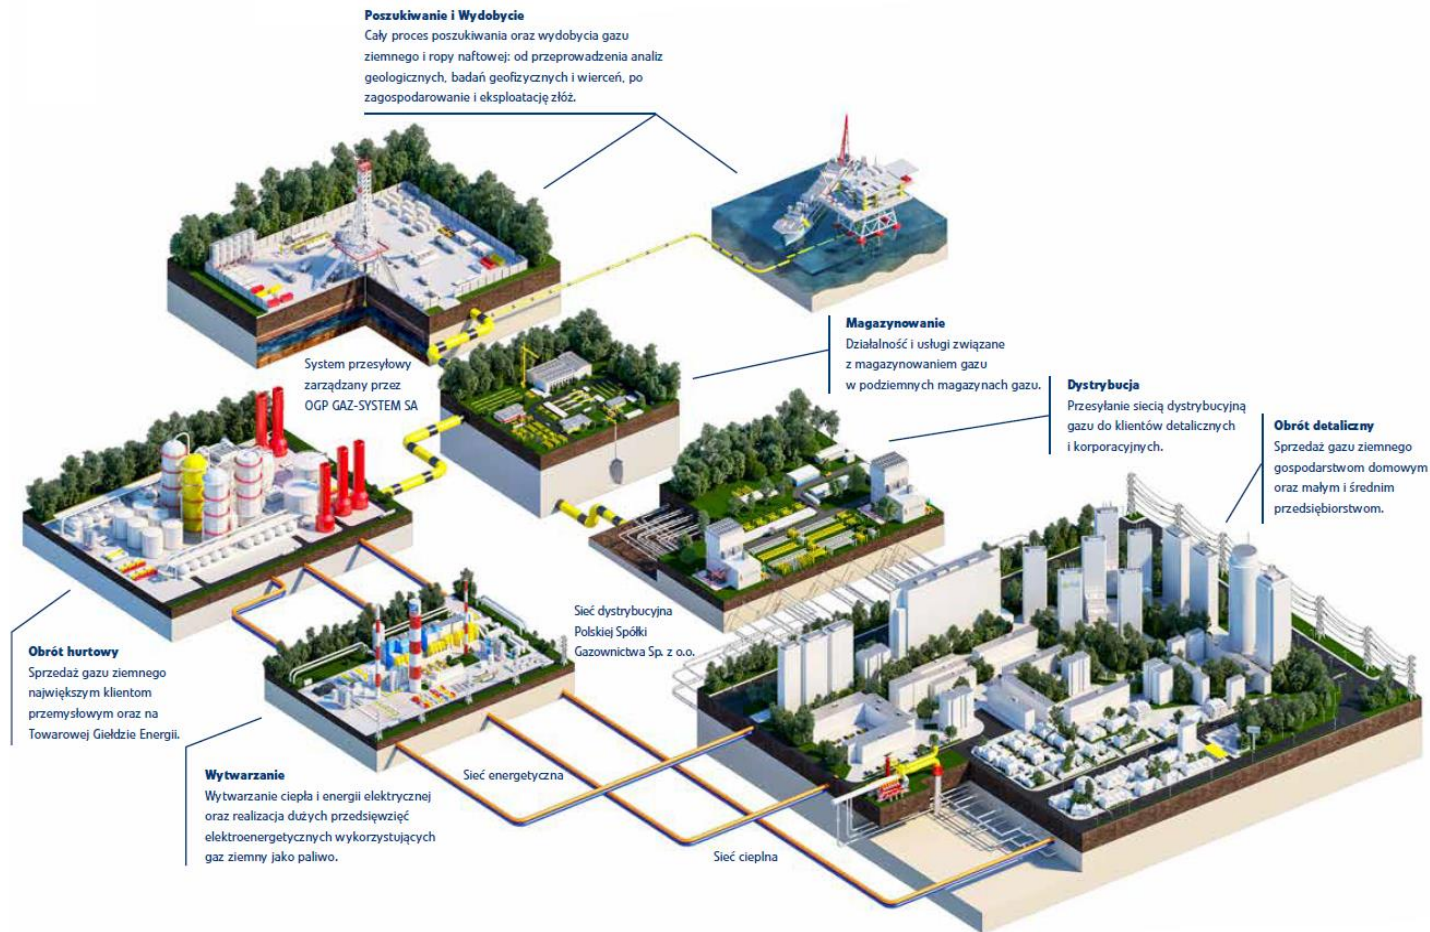 Poszukiwanie i Wydobycie
Cały proces poszukiwania oraz wydobycia gazu
ziemnego i ropy naftowej: od przeprowadzenia analiz
geologicznych, badań geofizycznych i wierceń, po
zagospodarowanie i eksploatację złóż.
System przesyłowy
zarządzany przez
OGP GAZ-SYSTEM SA
Magazynowanie
Działalność i usługi związane
z magazynowaniem gazu
w podziemnych magazynach gazu.
Dystrybucja
Przesyłanie siecią dystrybucyjną
gazu do klientów detalicznych
i korporacyjnych.
Obrót detaliczny
Sprzedaż gazu ziemnego
gospodarstwom domowym
oraz małym i średnim
przedsiębiorstwom.
Obrót hurtowy
Sprzedaż gazu ziemnego
największym klientom
przemysłowym oraz na
Towarowej Giełdzie Energii.
Sieć dystrybucyjna
Polskiej Spółki
Gazownictwa Sp. z o.o.
Wytwarzanie
Wytwarzanie ciepła i energii elektrycznej
oraz realizacja dużych przedsięwzięć
elektroenergetycznych wykorzystujących
gaz ziemny jako paliwo.
Sieć energetyczna
Sieć cieplna